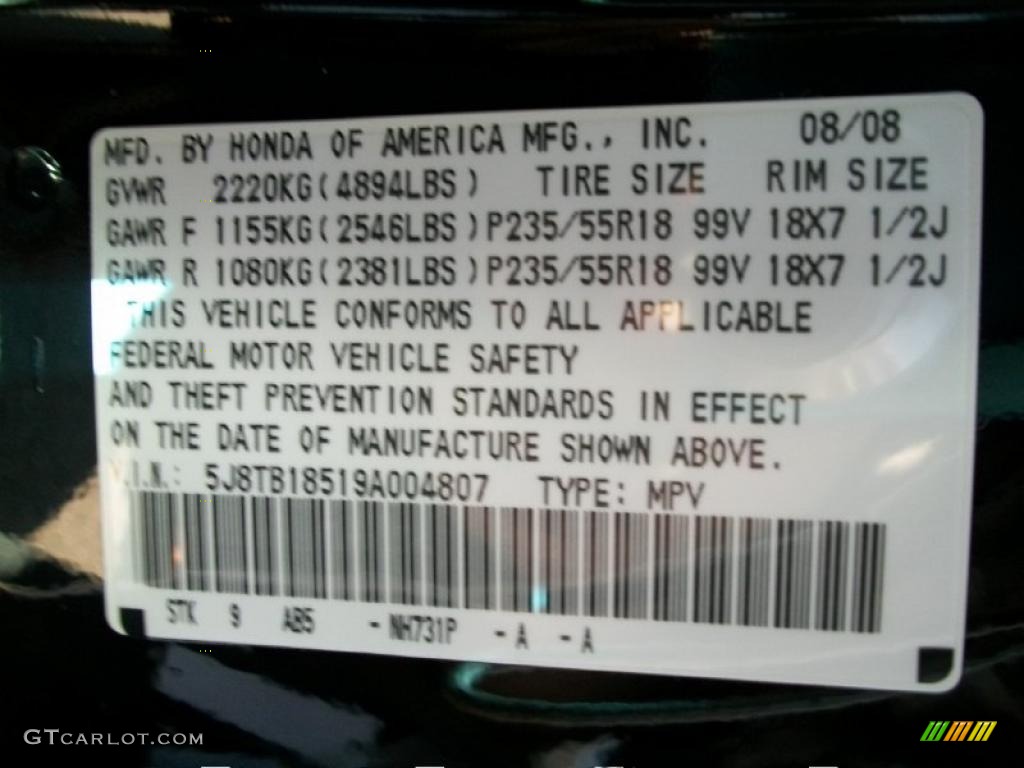 MFD. BY HONDA OF AMERICA MFG., INC. 08/08
GVWR 2220KG(4894LBS) TIRE SIZE RIM SIZE
GAWR F 1155KG(2546LBS)P235/55R18 99V 18X7 1/2J
GAWR R 1080KG(2381LBS)P235/55R18 99V 18X7 1/2J
THIS VEHICLE CONFORMS TO ALL APPLICABLE
FEDERAL MOTOR VEHICLE SAFETY
AND THEFT PREVENTION STANDARDS IN EFFECT
ON THE DATE OF MANUFACTURE SHOWN ABOVE.
V.I.N.: 5J8TB18519A004807 TYPE: MPV
STK 9 AB5 -NH731P -A -A
GTCARLOT.COM